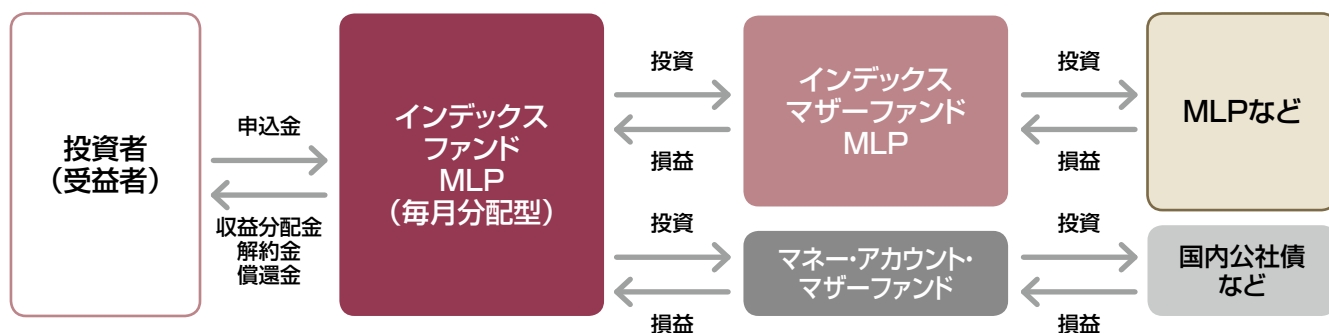 投資者
（受益者）
申込金
収益分配金
解約金
償還金
インデックス
ファンド
MLP
（毎月分配型）
投資
損益
インデックス
マザーファンド
MLP
投資
損益
MLPなど
投資
損益
マネー・アカウント・
マザーファンド
投資
損益
国内公社債
など